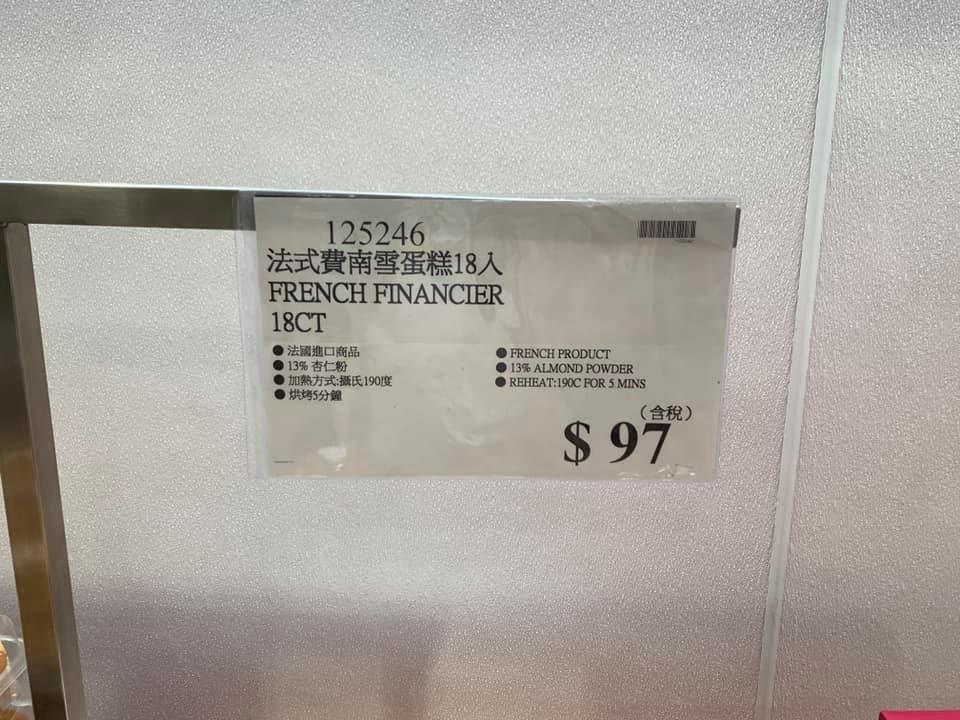 125246
法式費南雪蛋糕18入
FRENCH FINANCIER
18CT
● 法國進口商品
● 13% 杏仁粉
● 加熱方式:攝氏190度
● 烘烤5分鐘
● FRENCH PRODUCT
● 13% ALMOND POWDER
● REHEAT:190C FOR 5 MINS
(含稅)
$ 97